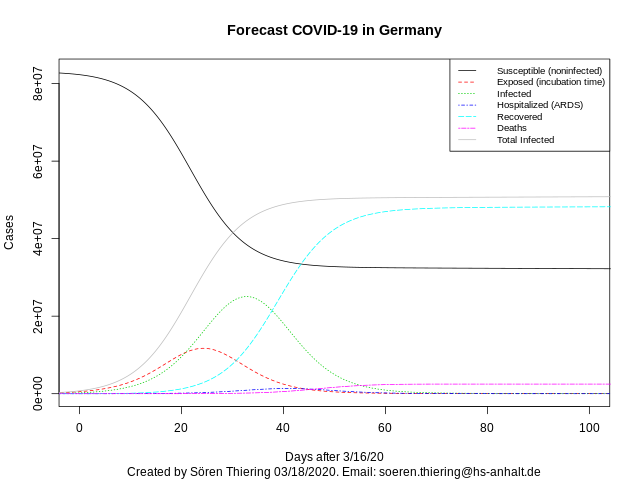 Forecast COVID-19 in Germany
Susceptible (noninfected)
Exposed (incubation time)
Infected
Hospitalized (ARDS)
Recovered
Deaths
Total Infected
Cases
8e+07
6e+07
4e+07
2e+07
0e+00
0 20 40 60 80 100
Days after 3/16/20
Created by Sören Thiering 03/18/2020. Email: soeren.thiering@hs-anhalt.de